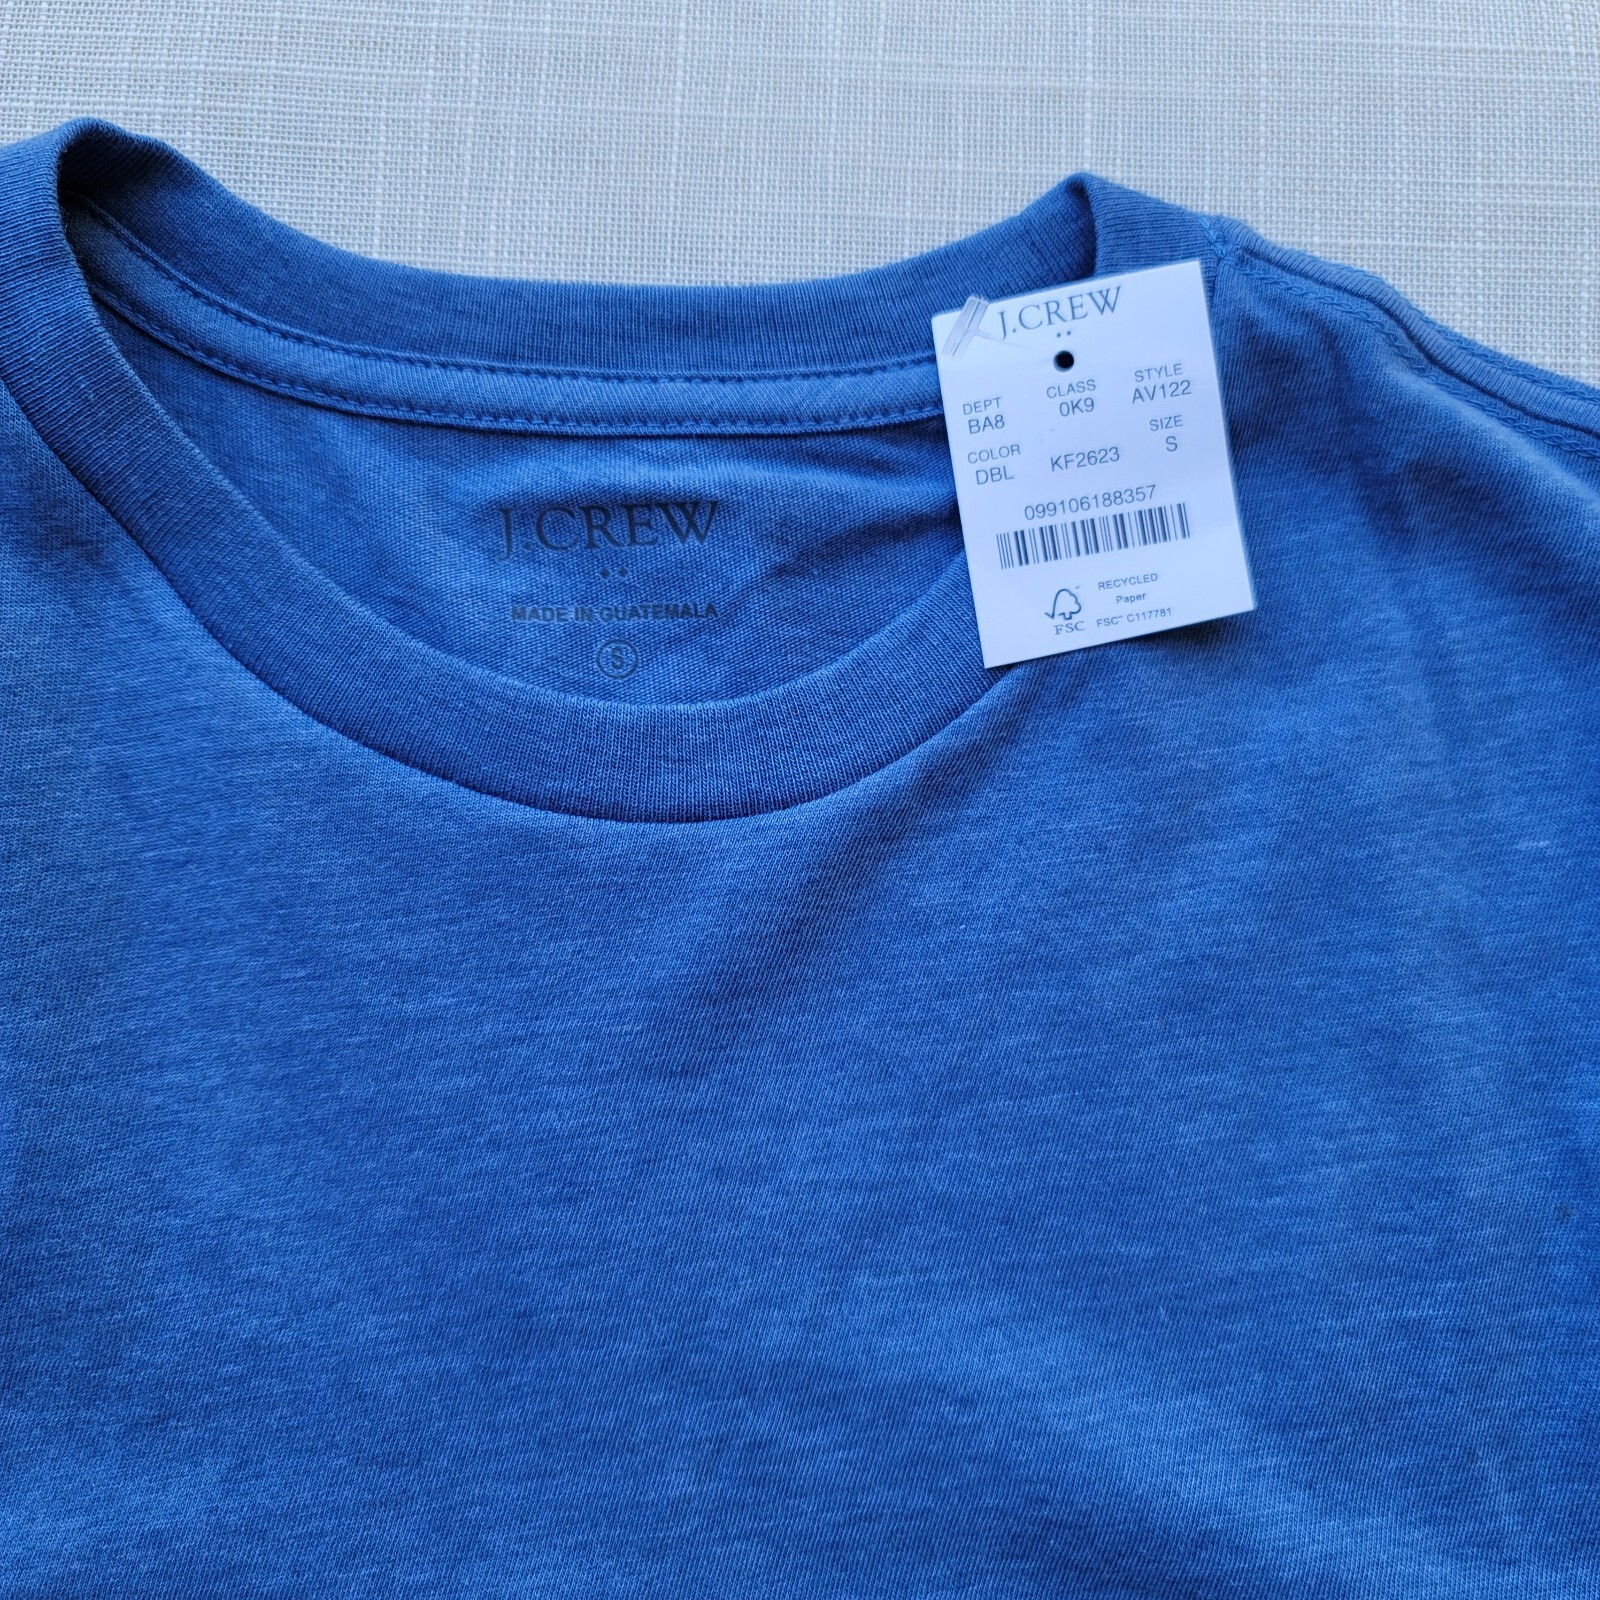 J.CREW
DEPT CLASS STYLE
BA8 0K9 AV122
COLOR SIZE
DBL KF2623 S
099106188357
RECYCLED
Paper
FSC FSC™ C117781
J.CREW
MADE IN GUATEMALA
S